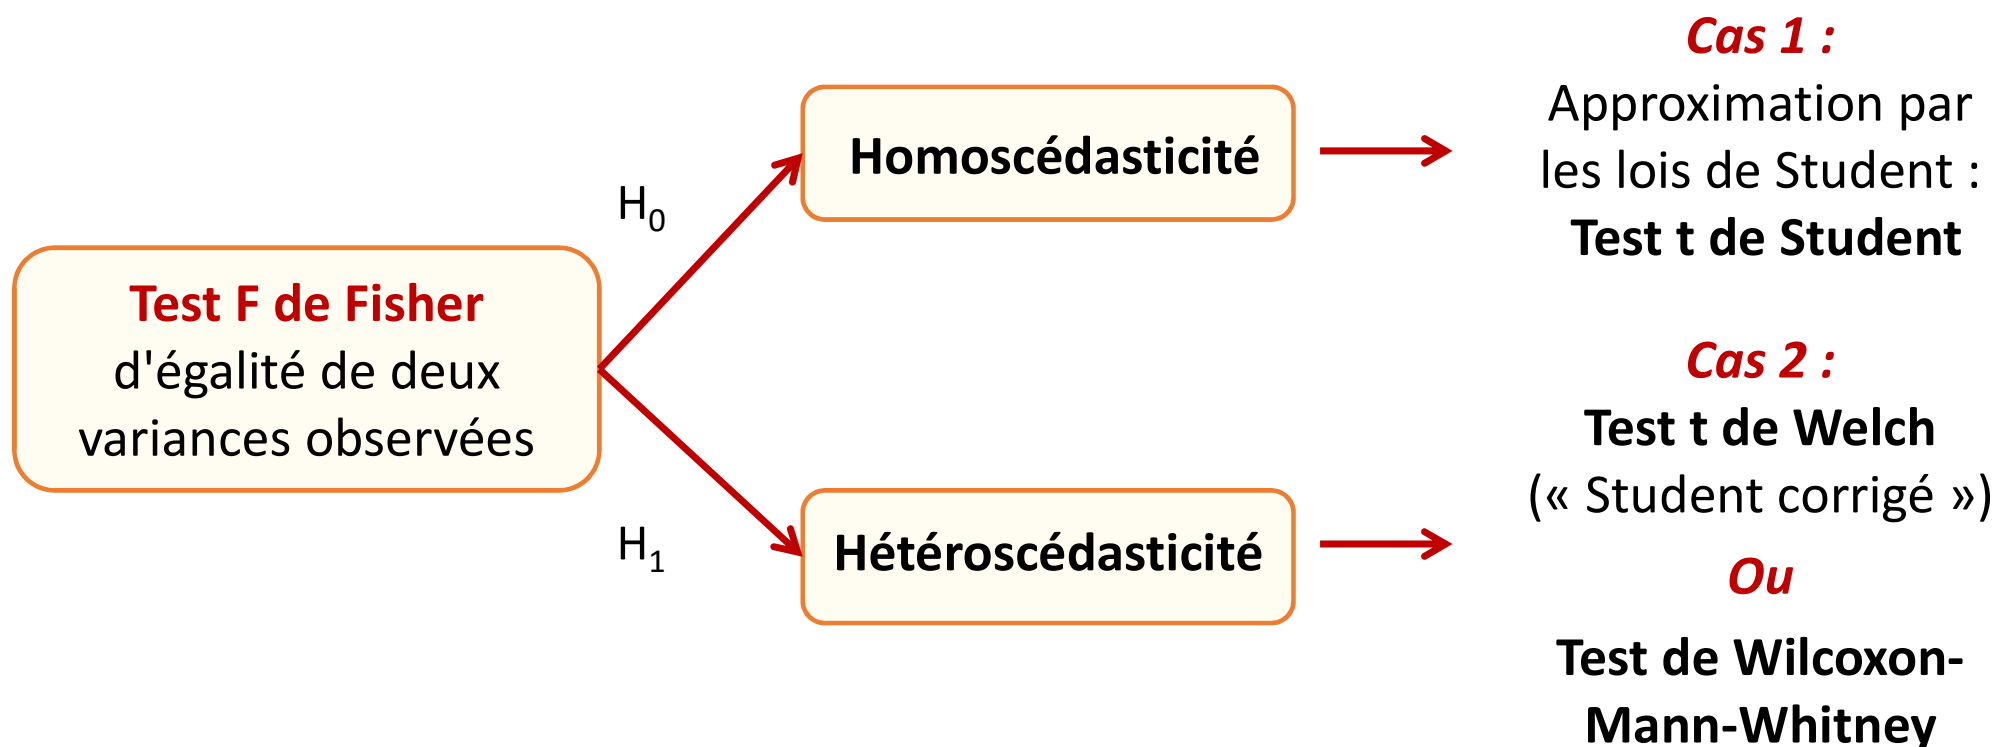 Test F de Fisher
d'égalité de deux
variances observées
H0
Homoscédasticité
Cas 1 :
Approximation par
les lois de Student :
Test t de Student
H1
Hétéroscédasticité
Cas 2 :
Test t de Welch
(« Student corrigé »)
Ou
Test de Wilcoxon-
Mann-Whitney